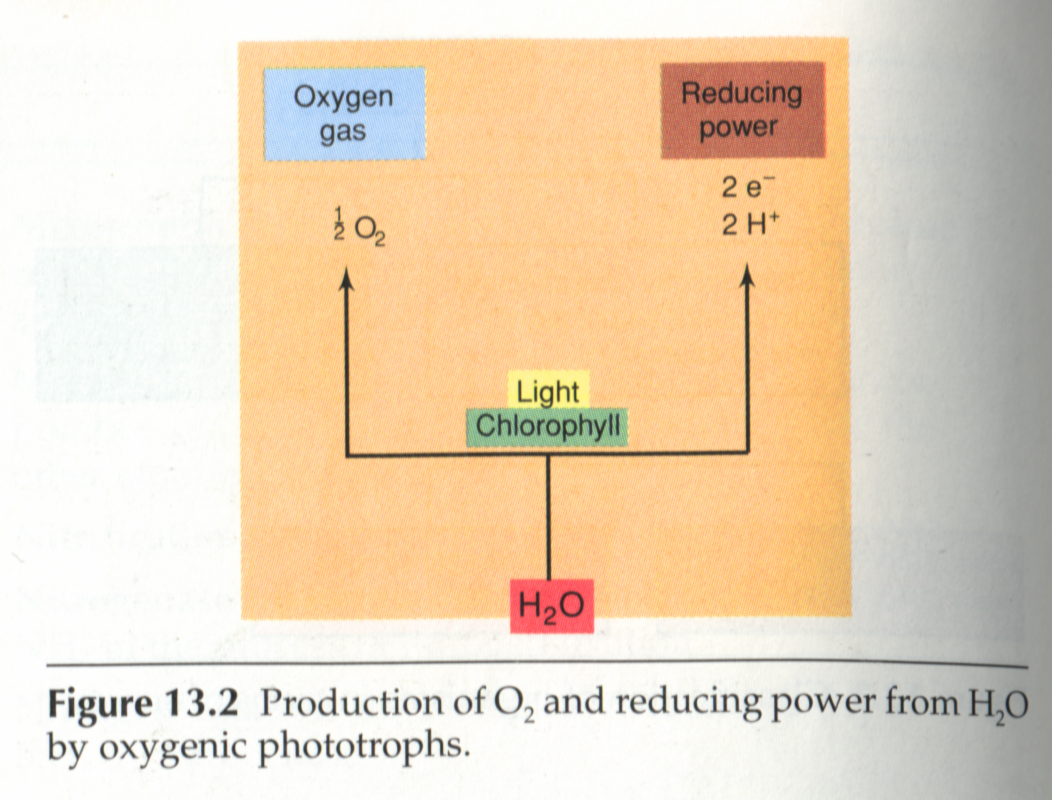 Oxygen
gas
Reducing
power
½ O₂
2 e⁻
2 H⁺
Light
Chlorophyll
H₂O
Figure 13.2 Production of O₂ and reducing power from H₂O
by oxygenic phototrophs.